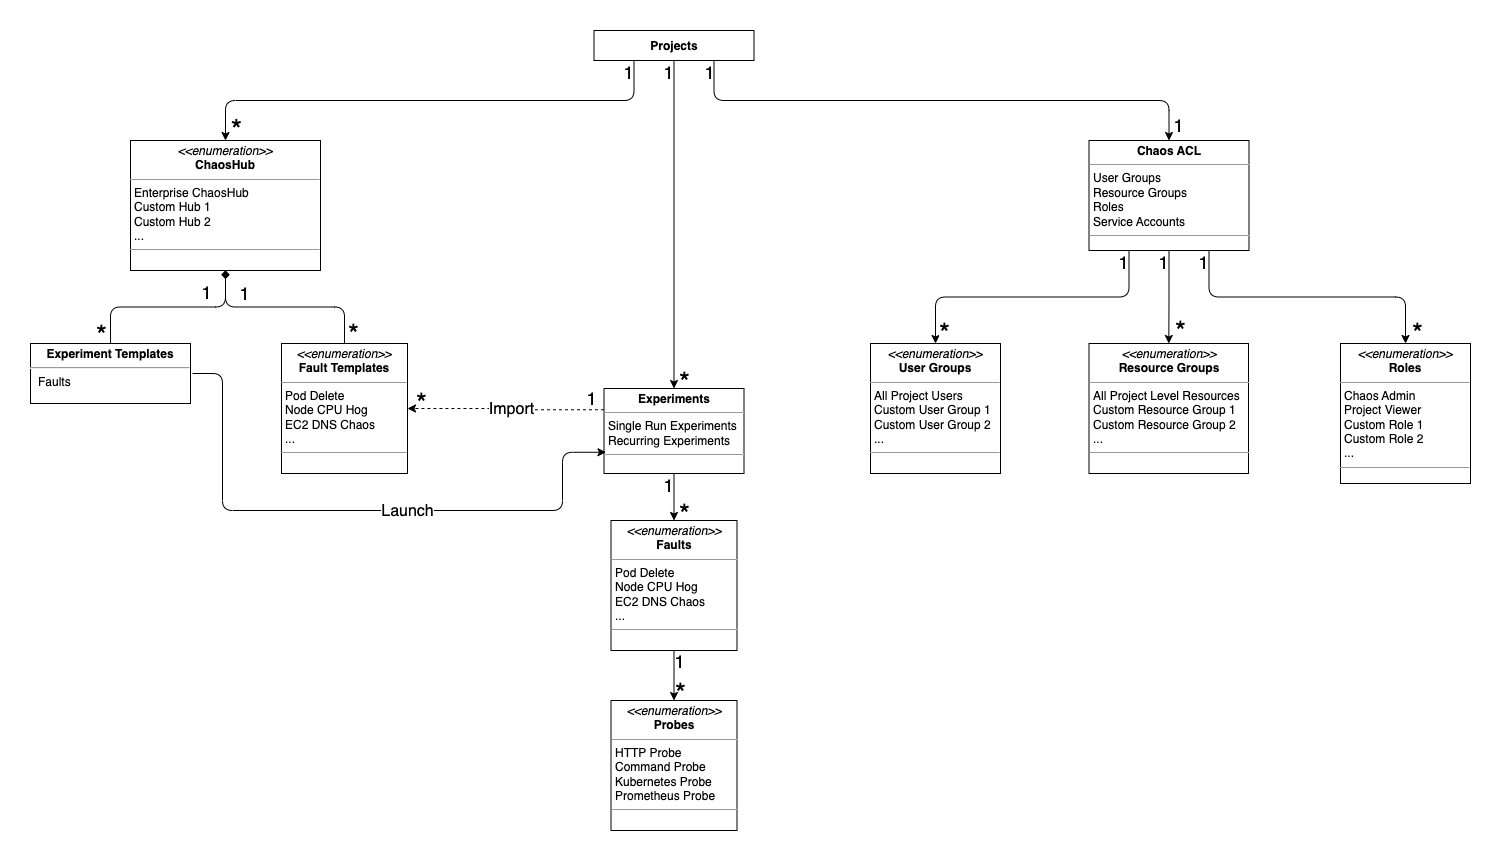 Projects
1
1
1
*
1
<<enumeration>>
ChaosHub
Enterprise ChaosHub
Custom Hub 1
Custom Hub 2
...
Chaos ACL
User Groups
Resource Groups
Roles
Service Accounts
1
1
*
*
1
1
1
*
*
*
Experiment Templates
Faults
<<enumeration>>
Fault Templates
Pod Delete
Node CPU Hog
EC2 DNS Chaos
...
*
Import
1
*
Experiments
Single Run Experiments
Recurring Experiments
<<enumeration>>
User Groups
All Project Users
Custom User Group 1
Custom User Group 2
...
<<enumeration>>
Resource Groups
All Project Level Resources
Custom Resource Group 1
Custom Resource Group 2
...
<<enumeration>>
Roles
Chaos Admin
Project Viewer
Custom Role 1
Custom Role 2
...
Launch
1
*
<<enumeration>>
Faults
Pod Delete
Node CPU Hog
EC2 DNS Chaos
...
1
*
<<enumeration>>
Probes
HTTP Probe
Command Probe
Kubernetes Probe
Prometheus Probe